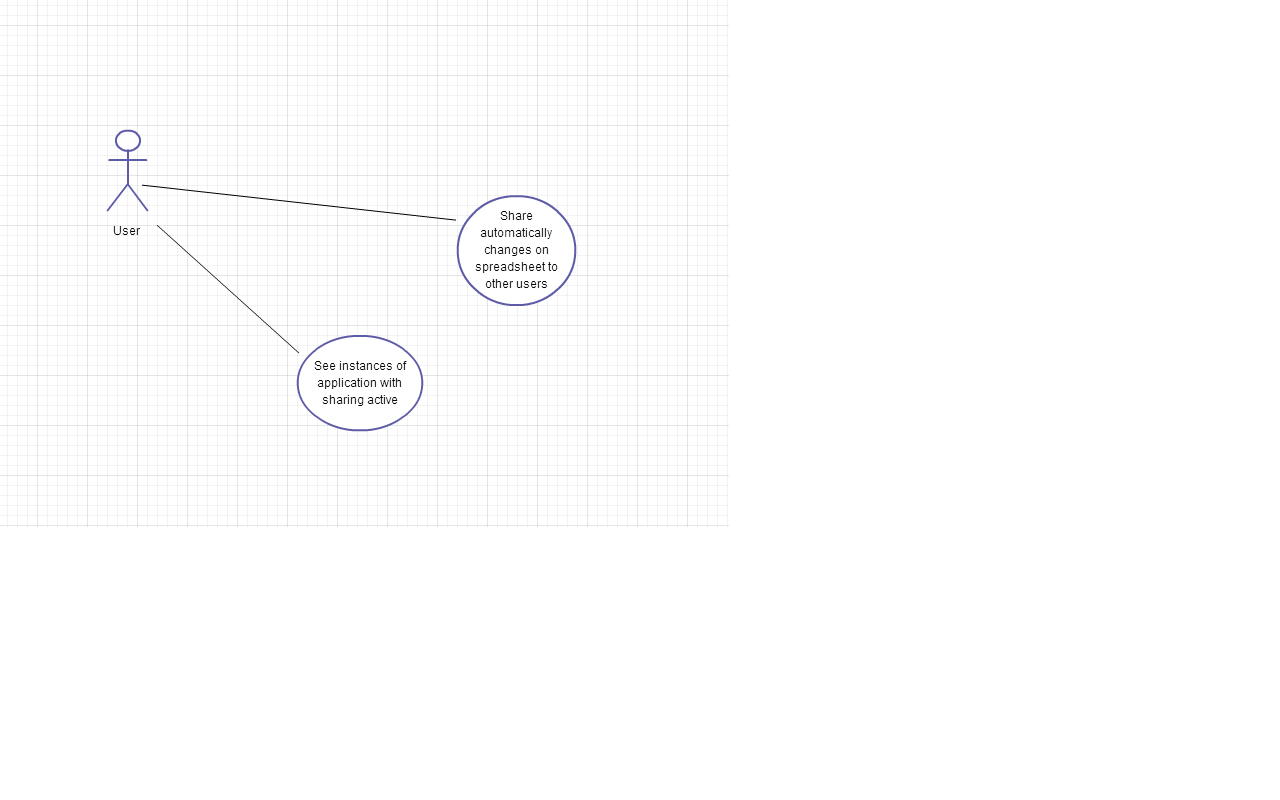 User
Share
automatically
changes on
spreadsheet to
other users
See instances of
application with
sharing active